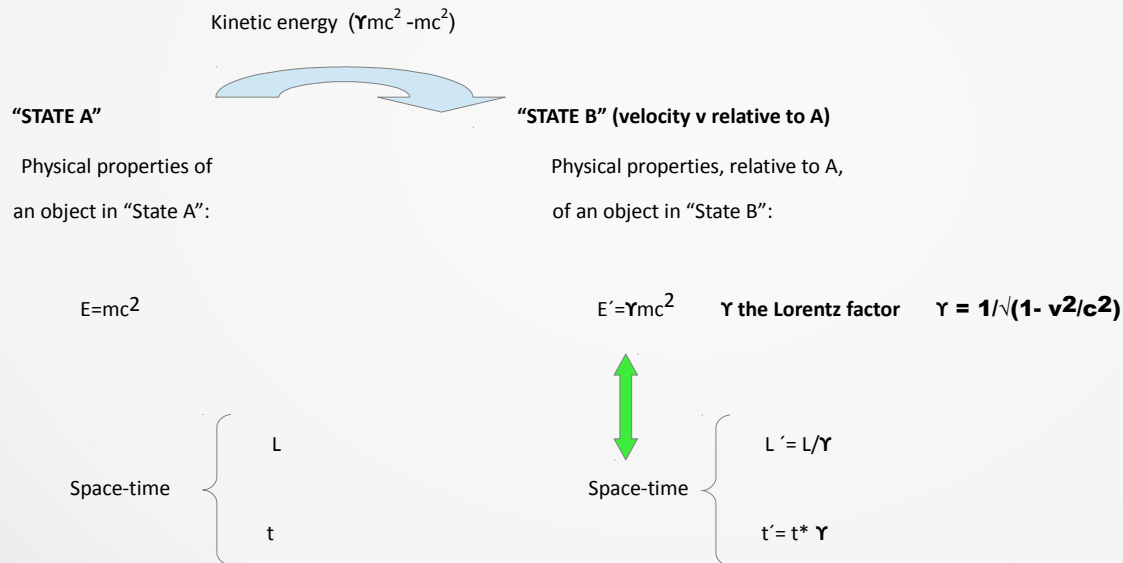 Kinetic energy (ϒmc² -mc²)
“STATE A”
“STATE B” (velocity v relative to A)
Physical properties of
an object in “State A”:
Physical properties, relative to A,
of an object in “State B”:
E=mc2
E´=ϒmc² ϒ the Lorentz factor ϒ = 1/√(1- v2/c2)
Space-time
L
t
Space-time
L ´= L/ϒ
t´= t* ϒ